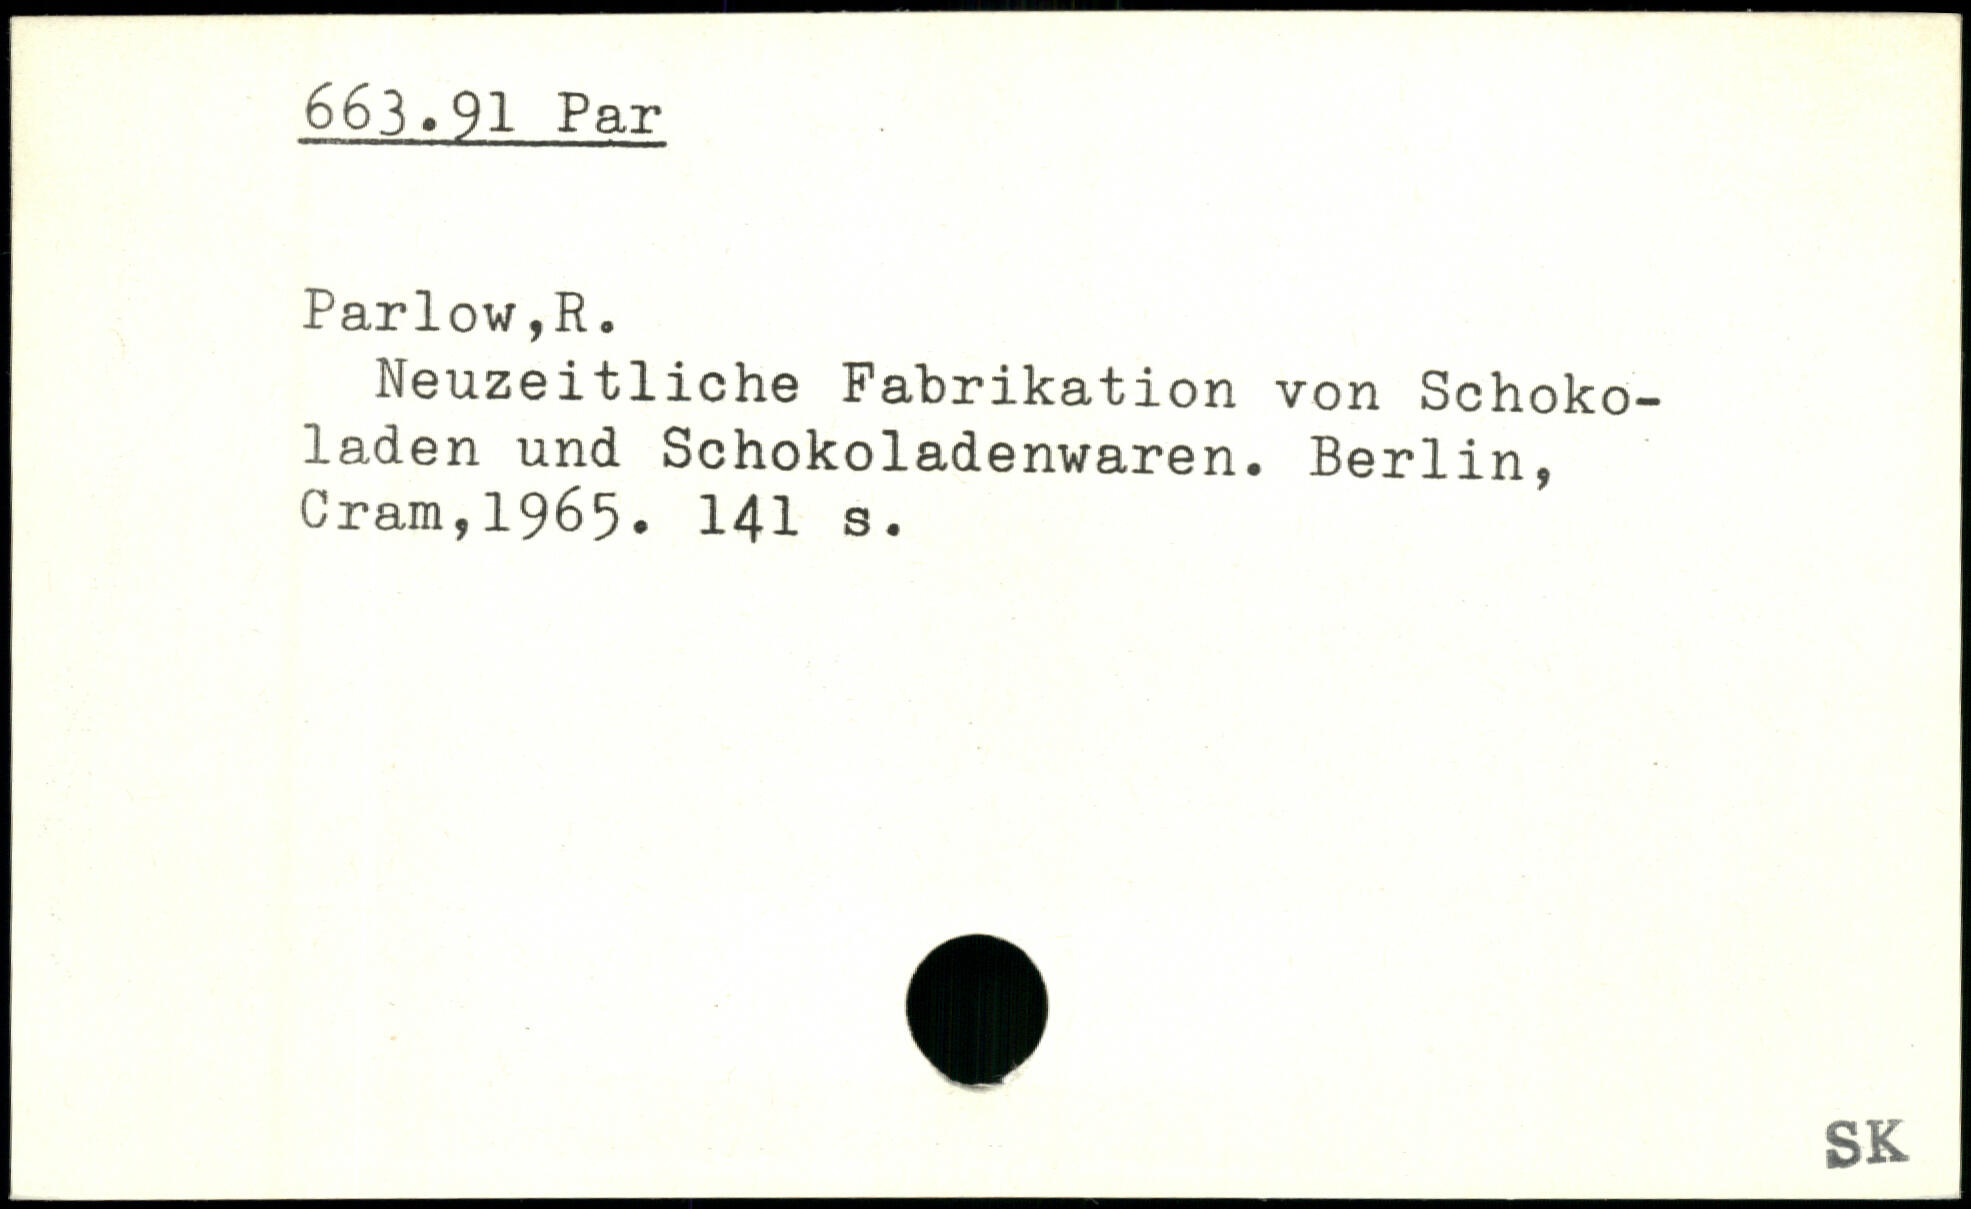 663.91 Par
Parlow,R.
Neuzeitliche Fabrikation von Schoko-
laden und Schokoladenwaren. Berlin,
Cram,1965. 141 s.
SK